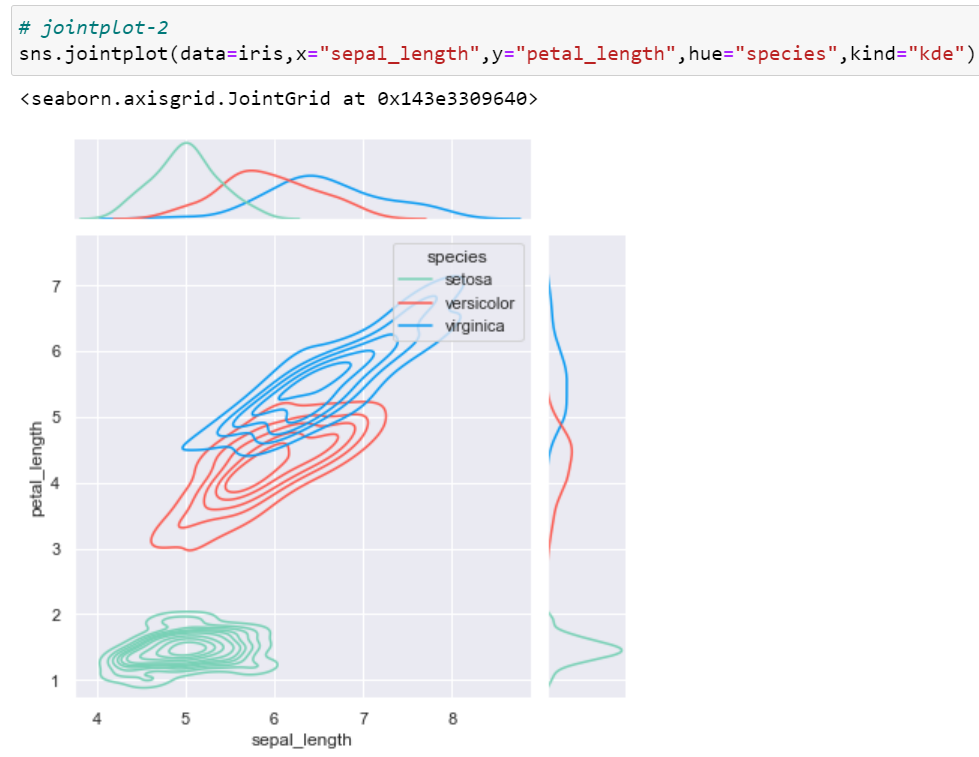 # jointplot-2
sns.jointplot(data=iris,x="sepal_length",y="petal_length",hue="species",kind="kde")
<seaborn.axisgrid.JointGrid at 0x143e3309640>
species
setosa
versicolor
virginica
7
6
5
4
3
2
1
petal_length
4 5 6 7 8
sepal_length